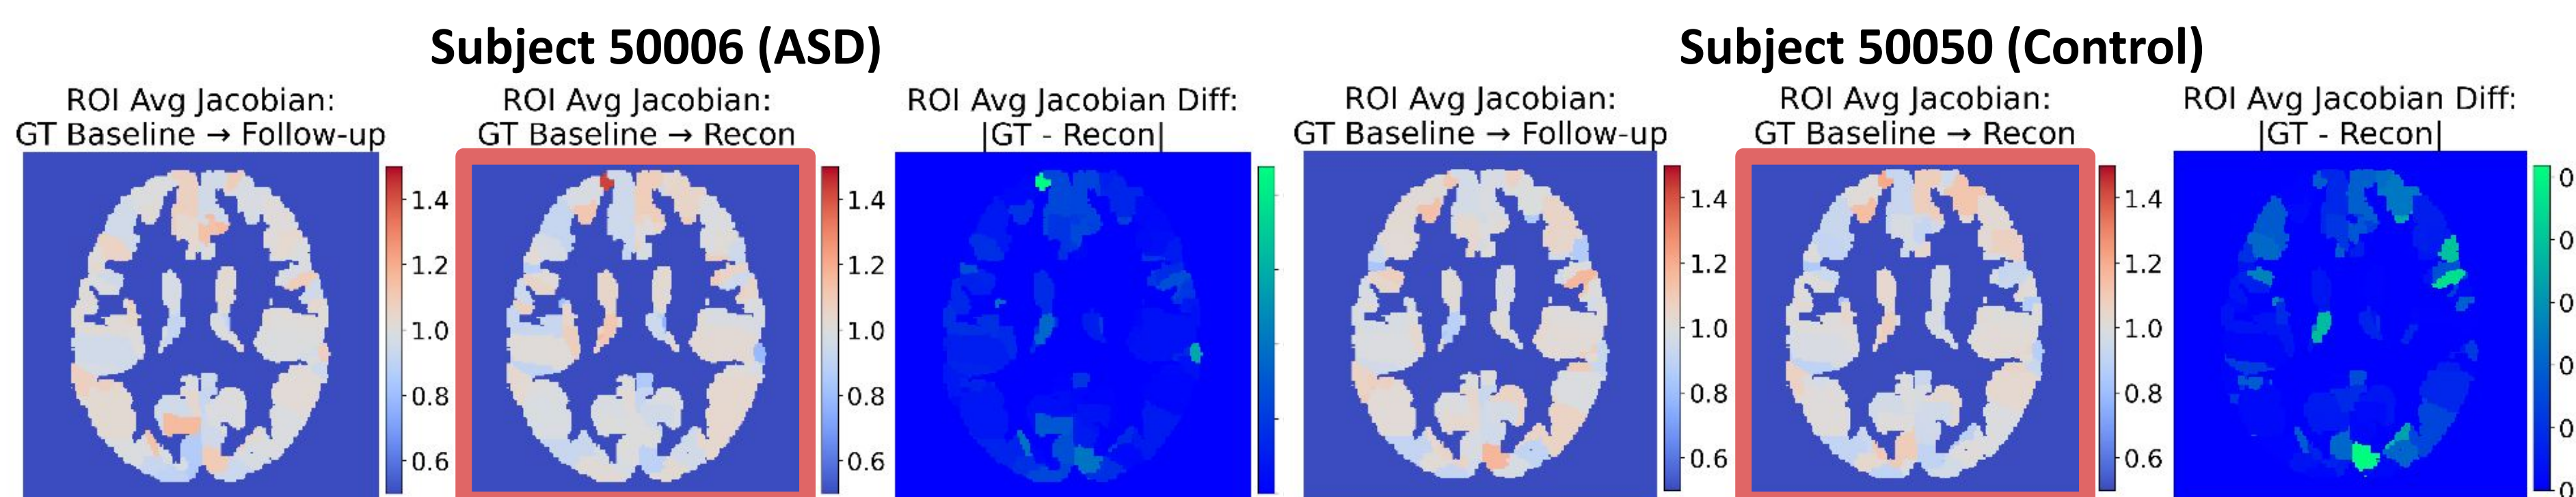 Subject 50006 (ASD)
Subject 50050 (Control)
ROI Avg Jacobian:
GT Baseline → Follow-up
ROI Avg Jacobian:
GT Baseline → Recon
ROI Avg Jacobian Diff:
|GT - Recon|
ROI Avg Jacobian:
GT Baseline → Follow-up
ROI Avg Jacobian:
GT Baseline → Recon
ROI Avg Jacobian Diff:
|GT - Recon|
1.4
1.2
1.0
0.8
0.6
1.4
1.2
1.0
0.8
0.6
1.4
1.2
1.0
0.8
0.6
1.4
1.2
1.0
0.8
0.6